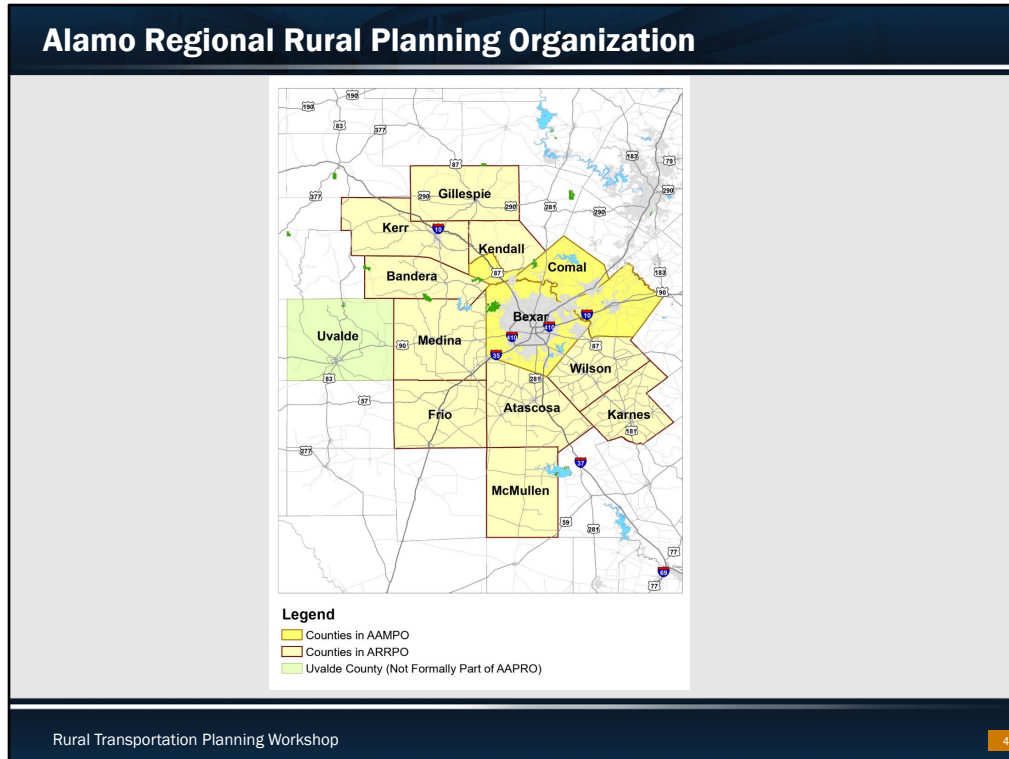 Alamo Regional Rural Planning Organization
190
190
190
83
377
183
79
87
290
377
290
Gillespie
290
281
290
Kerr
10
Kendall
Comal
183
Bandera
87
90
Bexar
10
Uvalde
410
Medina
410
90
87
35
Wilson
83
281
57
Frio
Atascosa
Karnes
181
277
37
McMullen
59
281
77
69
77
Legend
Counties in AAMPO
Counties in ARRPO
Uvalde County (Not Formally Part of AAPRO)
Rural Transportation Planning Workshop
4